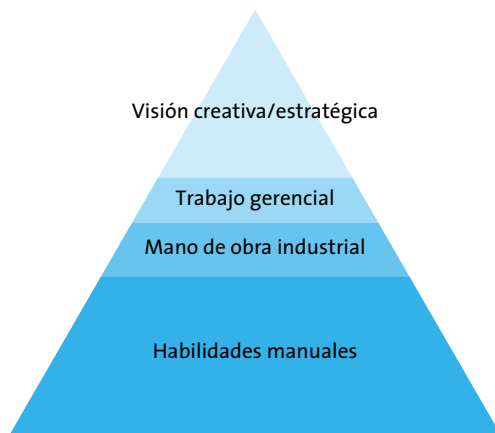 Visión creativa/estratégica
Trabajo gerencial
Mano de obra industrial
Habilidades manuales